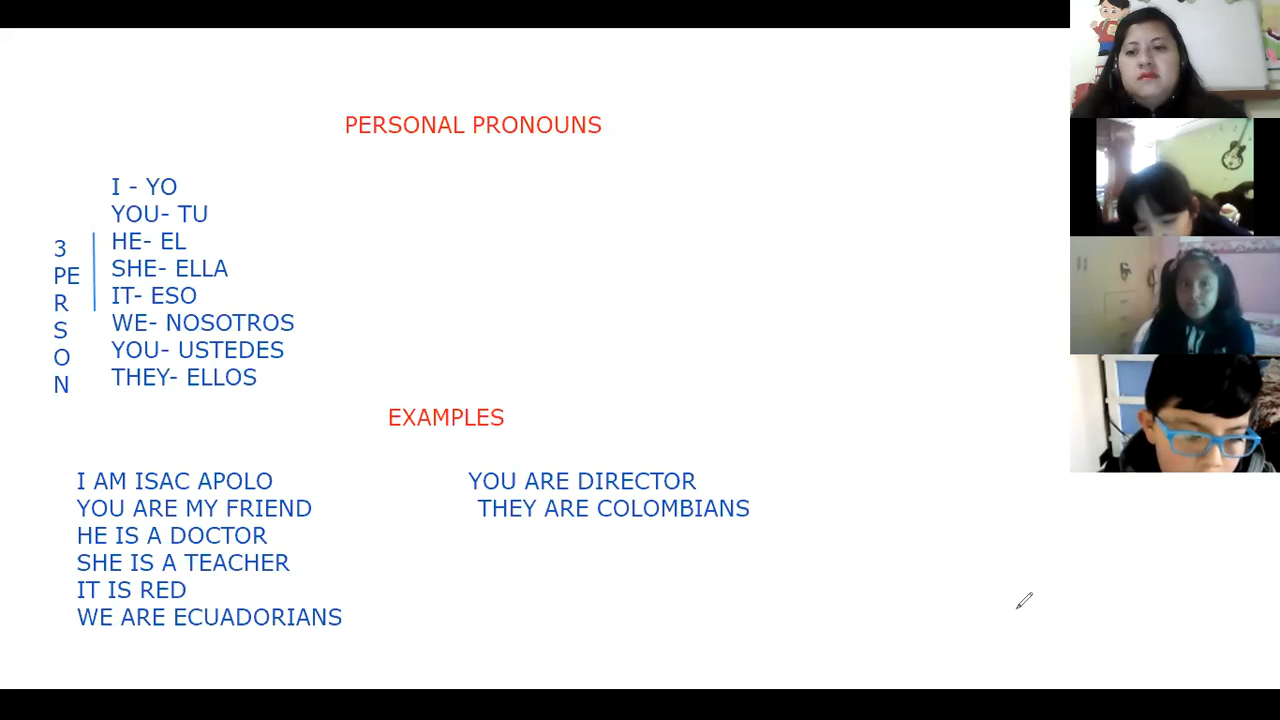 PERSONAL PRONOUNS
I - YO
YOU- TU
HE- EL
SHE- ELLA
IT- ESO
WE- NOSOTROS
YOU- USTEDES
THEY- ELLOS
3
PE
R
S
O
N
EXAMPLES
I AM ISAC APOLO
YOU ARE MY FRIEND
HE IS A DOCTOR
SHE IS A TEACHER
IT IS RED
WE ARE ECUADORIANS
YOU ARE DIRECTOR
THEY ARE COLOMBIANS